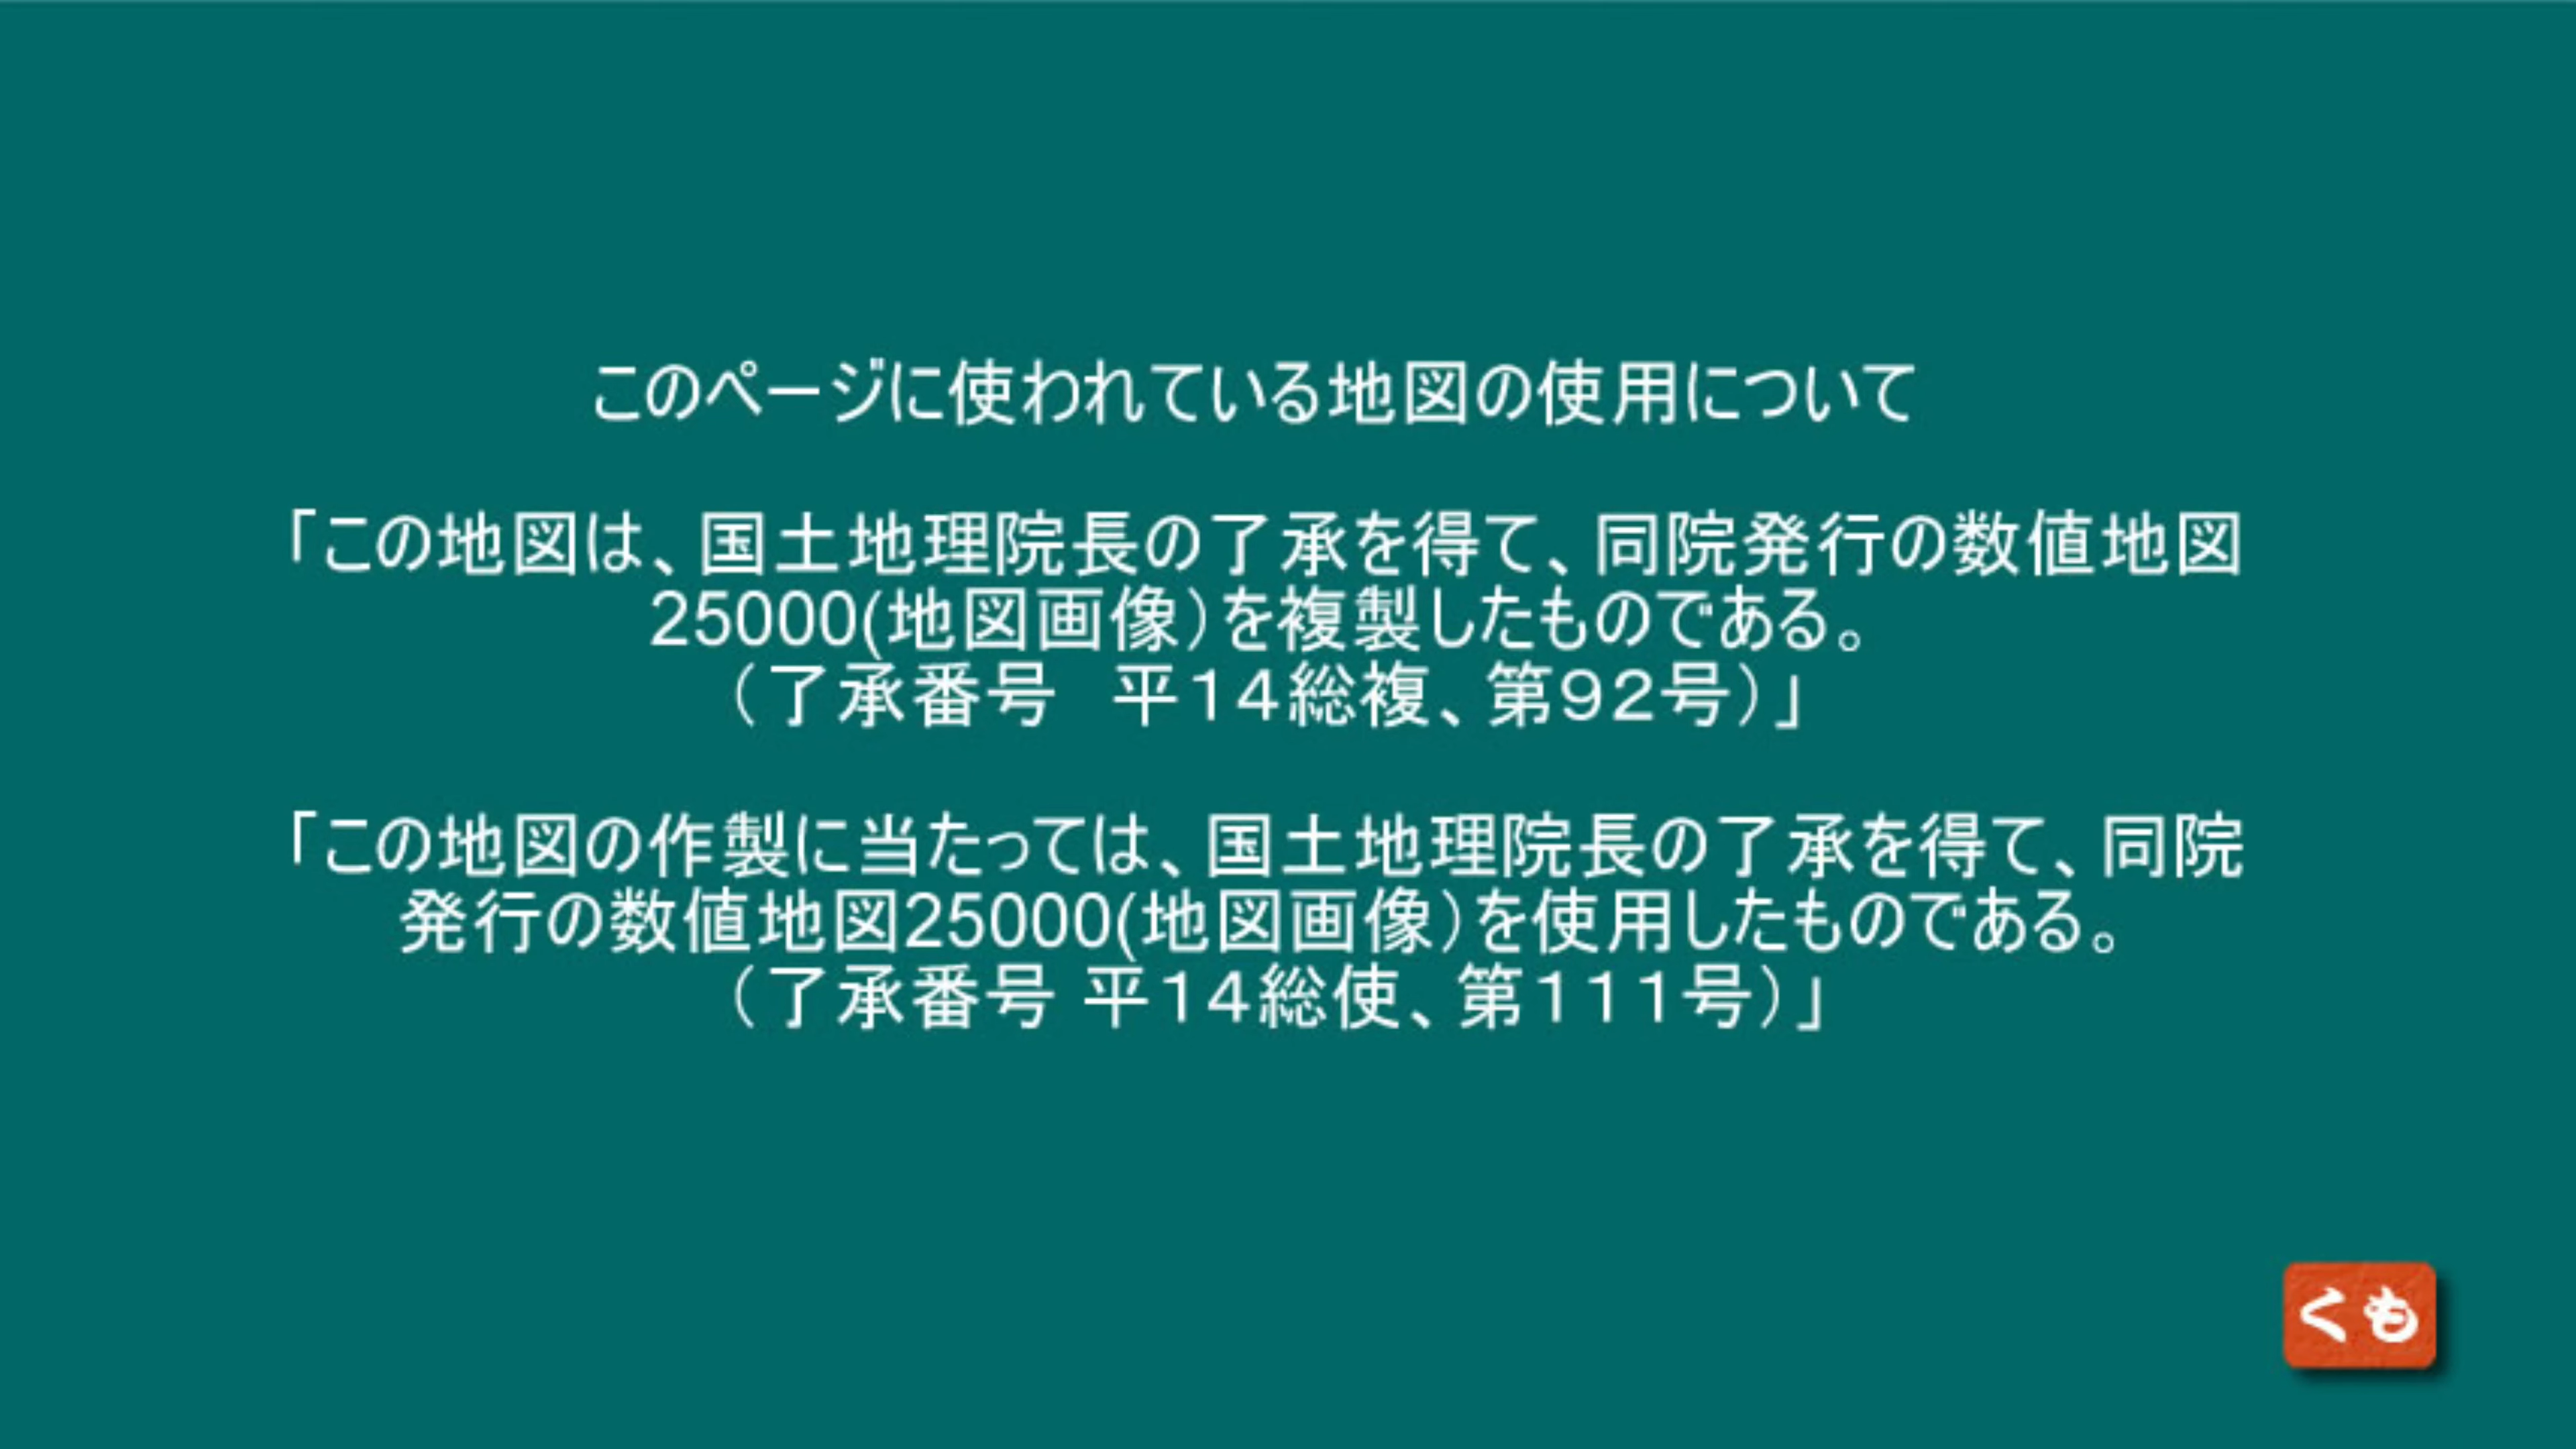 このページに使われている地図の使用について
「この地図は、国土地理院長の了承を得て、同院発行の数値地図
25000(地図画像）を複製したものである。
（了承番号　平１４総複、第９２号）」
「この地図の作製に当たっては、国土地理院長の了承を得て、同院
発行の数値地図25000(地図画像）を使用したものである。
（了承番号 平１４総使、第１１１号）」
くも